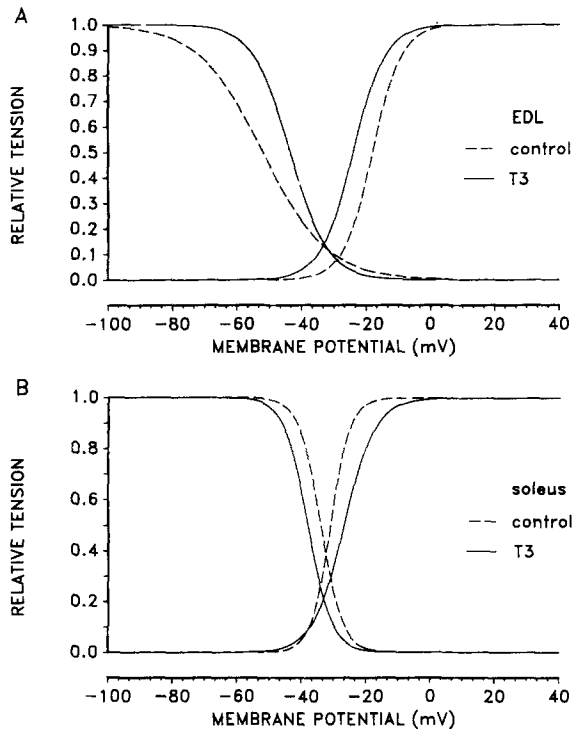 A
RELATIVE TENSION
1.0
0.9
0.8
0.7
0.6
0.5
0.4
0.3
0.2
0.1
0.0
EDL
control
T3
−100 −80 −60 −40 −20 0 20 40
MEMBRANE POTENTIAL (mV)
B
RELATIVE TENSION
1.0
0.8
0.6
0.4
0.2
0.0
soleus
control
T3
−100 −80 −60 −40 −20 0 20 40
MEMBRANE POTENTIAL (mV)